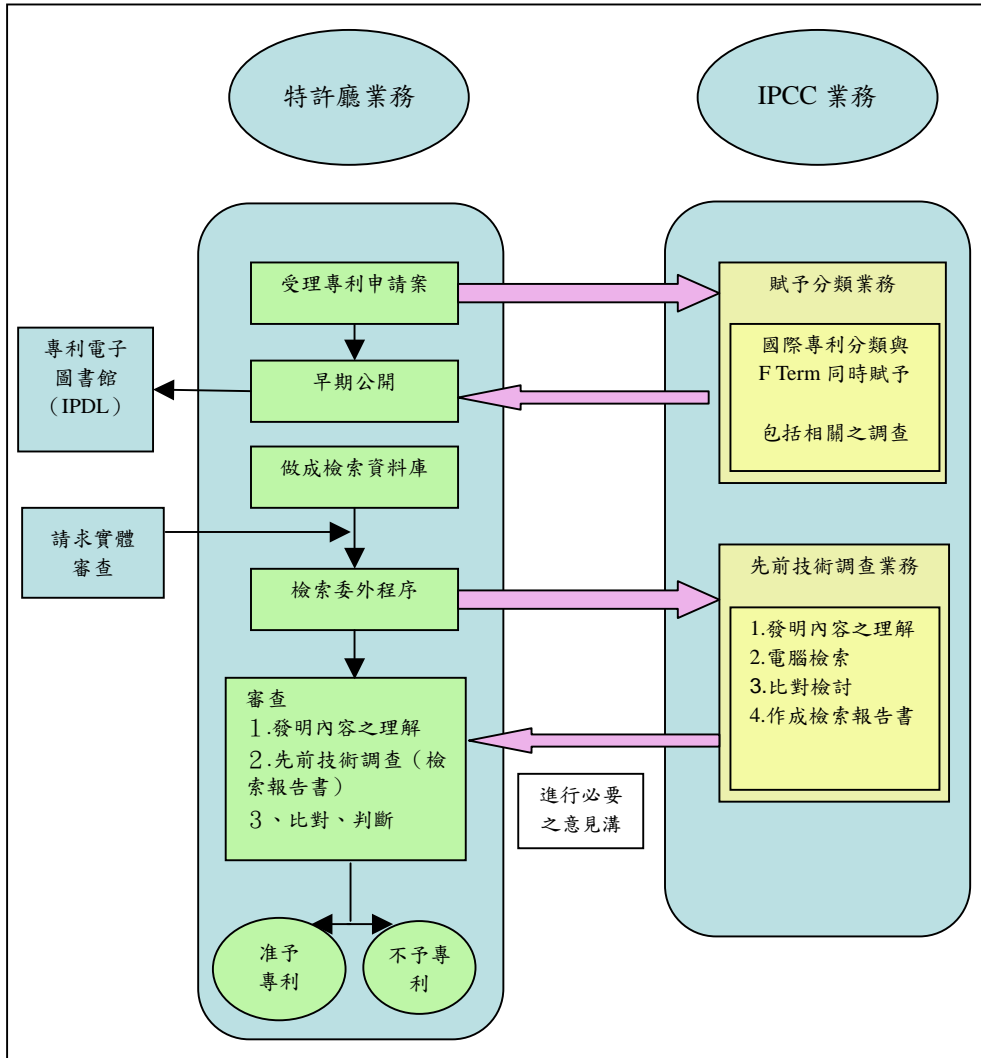 特許廳業務
IPCC 業務
受理專利申請案
賦予分類業務
國際專利分類與
F Term 同時賦予
包括相關之調查
專利電子
圖書館
（IPDL）
早期公開
做成檢索資料庫
請求實體
審查
檢索委外程序
先前技術調查業務
1.發明內容之理解
2.電腦檢索
3.比對檢討
4.作成檢索報告書
審查
１.發明內容之理解
２.先前技術調查（檢
索報告書）
３、比對、判斷
進行必要
之意見溝
准予
專利
不予專
利